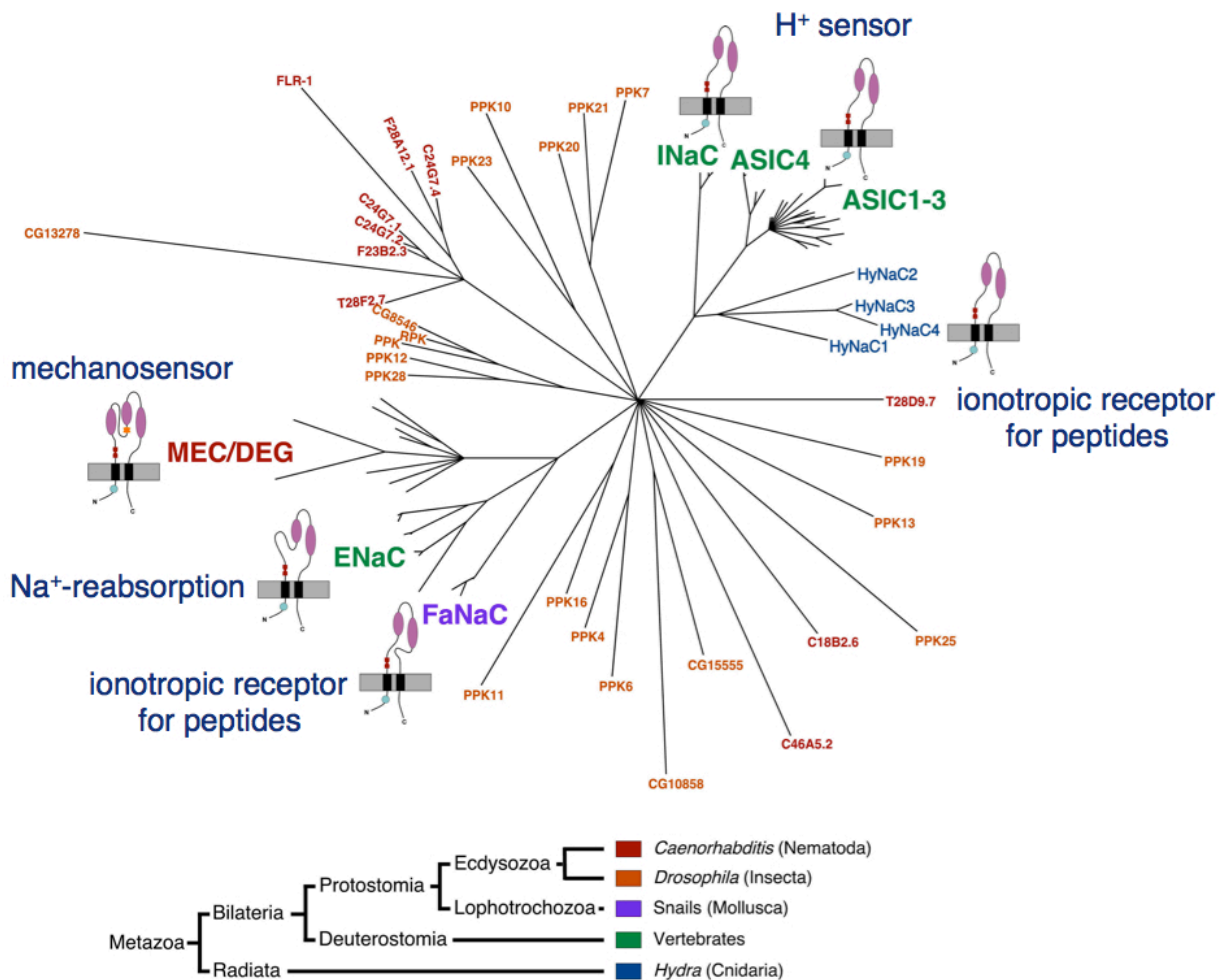 H+ sensor
FLR-1
PPK10
PPK21
PPK7
F28A12.1
C24G7.4
PPK23
PPK20
INaC
ASIC4
N
C
N
C
ASIC1-3
C24G7.1
C24G7.2
F23B2.3
CG13278
HyNaC2
HyNaC3
HyNaC4
HyNaC1
N
C
T28F2.7
CG8546
RPK
PPK
PPK12
PPK28
mechanosensor
MEC/DEG
N
C
T28D9.7
ionotropic receptor
for peptides
PPK19
PPK13
ENaC
Na+-reabsorption
N
C
FaNaC
PPK16
PPK4
C18B2.6
PPK25
CG15555
ionotropic receptor
for peptides
N
C
PPK11
PPK6
C46A5.2
CG10858
Metazoa
Bilateria
Radiata
Protostomia
Deuterostomia
Ecdysozoa
Lophotrochozoa
Caenorhabditis (Nematoda)
Drosophila (Insecta)
Snails (Mollusca)
Vertebrates
Hydra (Cnidaria)